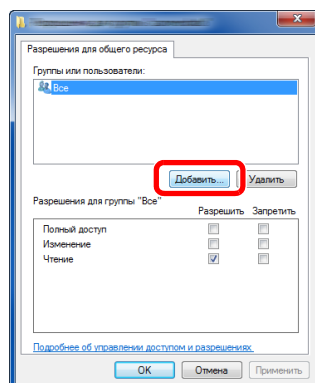 Разрешения для общего ресурса
Группы или пользователи:
Все
Добавить... Удалить
Разрешения для группы "Все"
Разрешить Запретить
Полный доступ
Изменение
Чтение
Подробнее об управлении доступом и разрешениях
ОК Отмена Применить